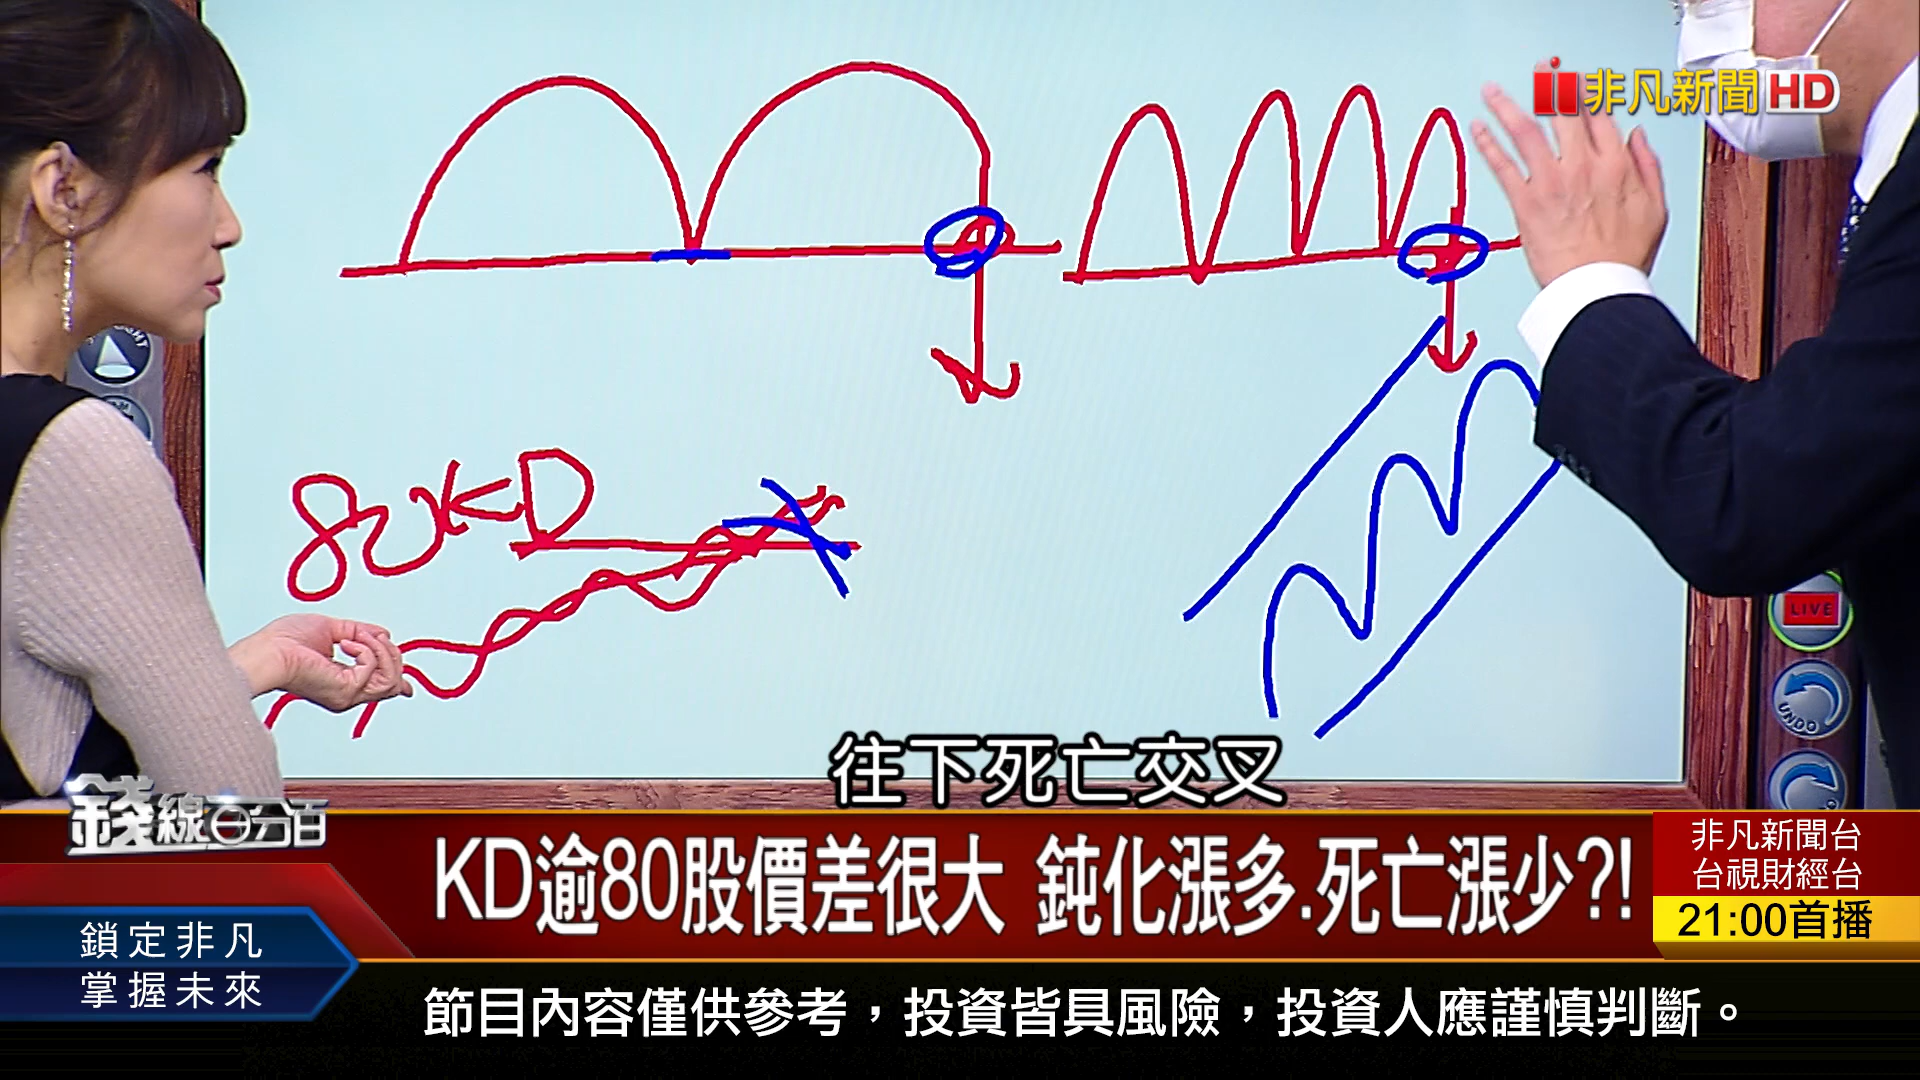 非凡新聞HD
80KD
LIVE
UNDO
往下死亡交叉
錢線百分百
KD逾80股價差很大 鈍化漲多.死亡漲少?!
非凡新聞台
台視財經台
21:00首播
鎖定非凡
掌握未來
節目內容僅供參考，投資皆具風險，投資人應謹慎判斷。